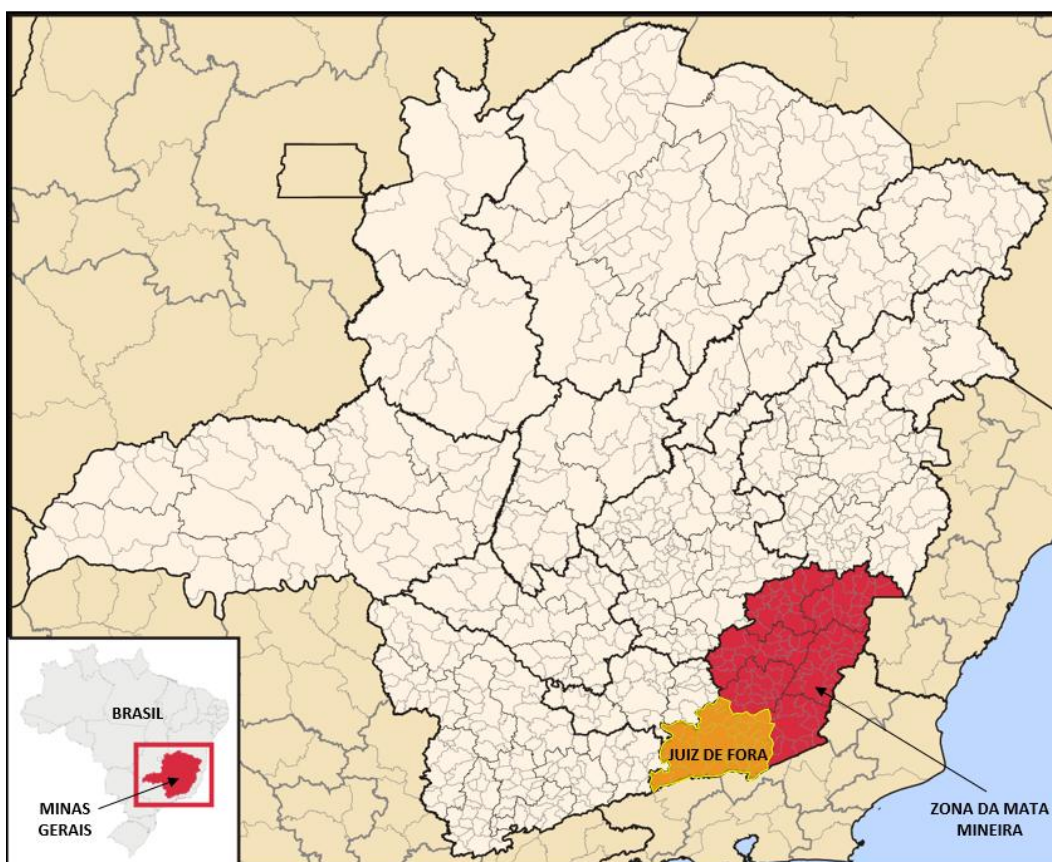 BRASIL
MINAS
GERAIS
JUIZ DE FORA
ZONA DA MATA
MINEIRA